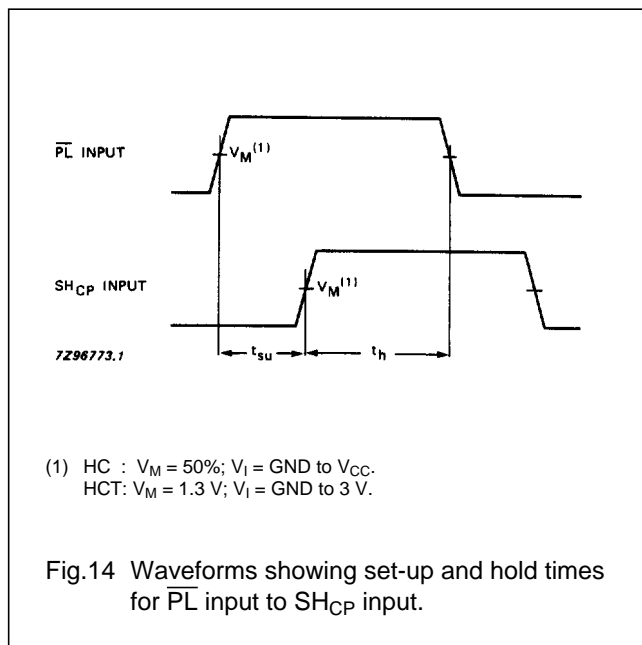 P̅L̅ INPUT
V_M(1)
SH_CP INPUT
V_M(1)
t_su
t_h
7Z96773.1
(1) HC : V_M = 50%; V_I = GND to V_CC.
HCT: V_M = 1.3 V; V_I = GND to 3 V.
Fig.14 Waveforms showing set-up and hold times
for P̅L̅ input to SH_CP input.